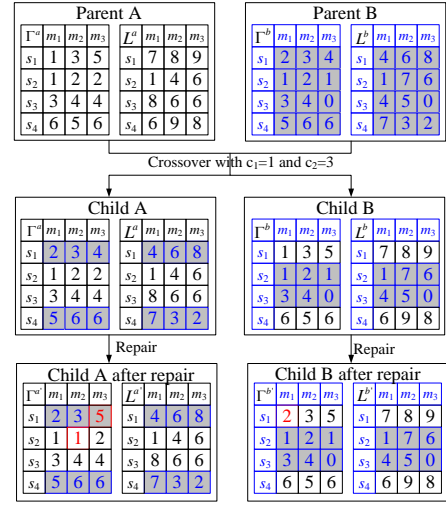 Parent A
Γᵃ m₁ m₂ m₃ Lᵃ m₁ m₂ m₃
s₁ 1 3 5 s₁ 7 8 9
s₂ 1 2 2 s₂ 1 4 6
s₃ 3 4 4 s₃ 8 6 6
s₄ 6 5 6 s₄ 6 9 8
Parent B
Γᵇ m₁ m₂ m₃ Lᵇ m₁ m₂ m₃
s₁ 2 3 4 s₁ 4 6 8
s₂ 1 2 1 s₂ 1 7 6
s₃ 3 4 0 s₃ 4 5 0
s₄ 5 6 6 s₄ 7 3 2
Crossover with c₁=1 and c₂=3
Child A
Γᵃ m₁ m₂ m₃ Lᵃ m₁ m₂ m₃
s₁ 2 3 4 s₁ 4 6 8
s₂ 1 2 2 s₂ 1 4 6
s₃ 3 4 4 s₃ 8 6 6
s₄ 5 6 6 s₄ 7 3 2
Child B
Γᵇ m₁ m₂ m₃ Lᵇ m₁ m₂ m₃
s₁ 1 3 5 s₁ 7 8 9
s₂ 1 2 1 s₂ 1 7 6
s₃ 3 4 0 s₃ 4 5 0
s₄ 6 5 6 s₄ 6 9 8
Repair
Repair
Child A after repair
Γᵃ' m₁ m₂ m₃ Lᵃ' m₁ m₂ m₃
s₁ 2 3 5 s₁ 4 6 8
s₂ 1 1 2 s₂ 1 4 6
s₃ 3 4 4 s₃ 8 6 6
s₄ 5 6 6 s₄ 7 3 2
Child B after repair
Γᵇ' m₁ m₂ m₃ Lᵇ' m₁ m₂ m₃
s₁ 2 3 5 s₁ 7 8 9
s₂ 1 2 1 s₂ 1 7 6
s₃ 3 4 0 s₃ 4 5 0
s₄ 6 5 6 s₄ 6 9 8